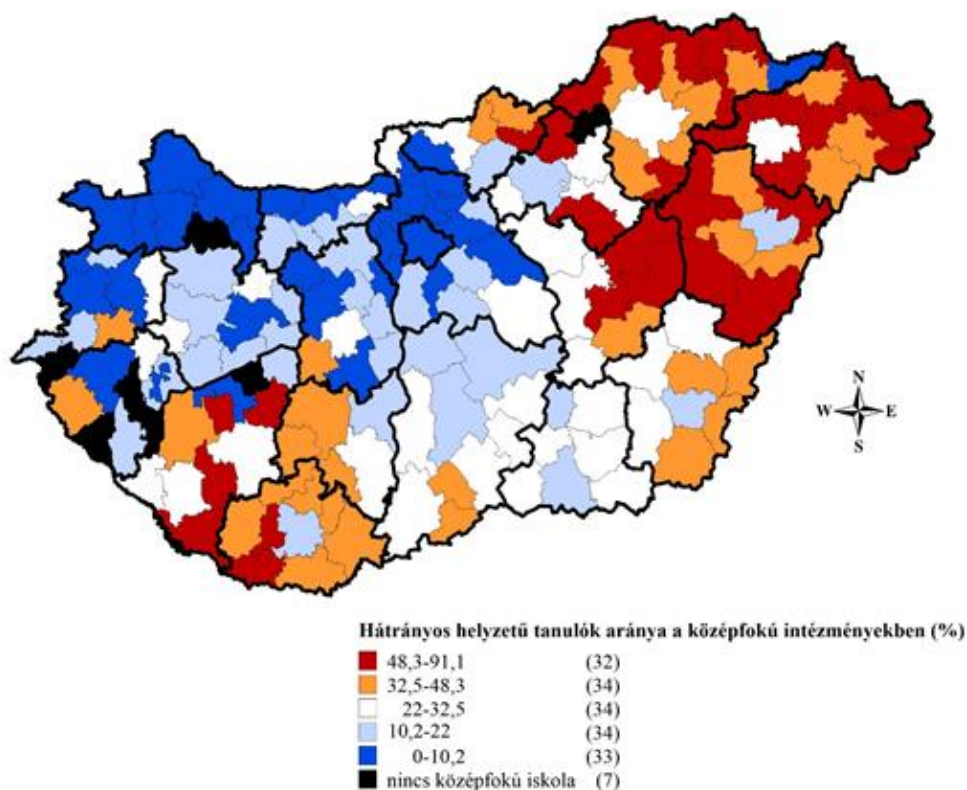 N
W E
S
Hátrányos helyzetű tanulók aránya a középfokú intézményekben (%)
48,3-91,1 (32)
32,5-48,3 (34)
22-32,5 (34)
10,2-22 (34)
0-10,2 (33)
nincs középfokú iskola (7)